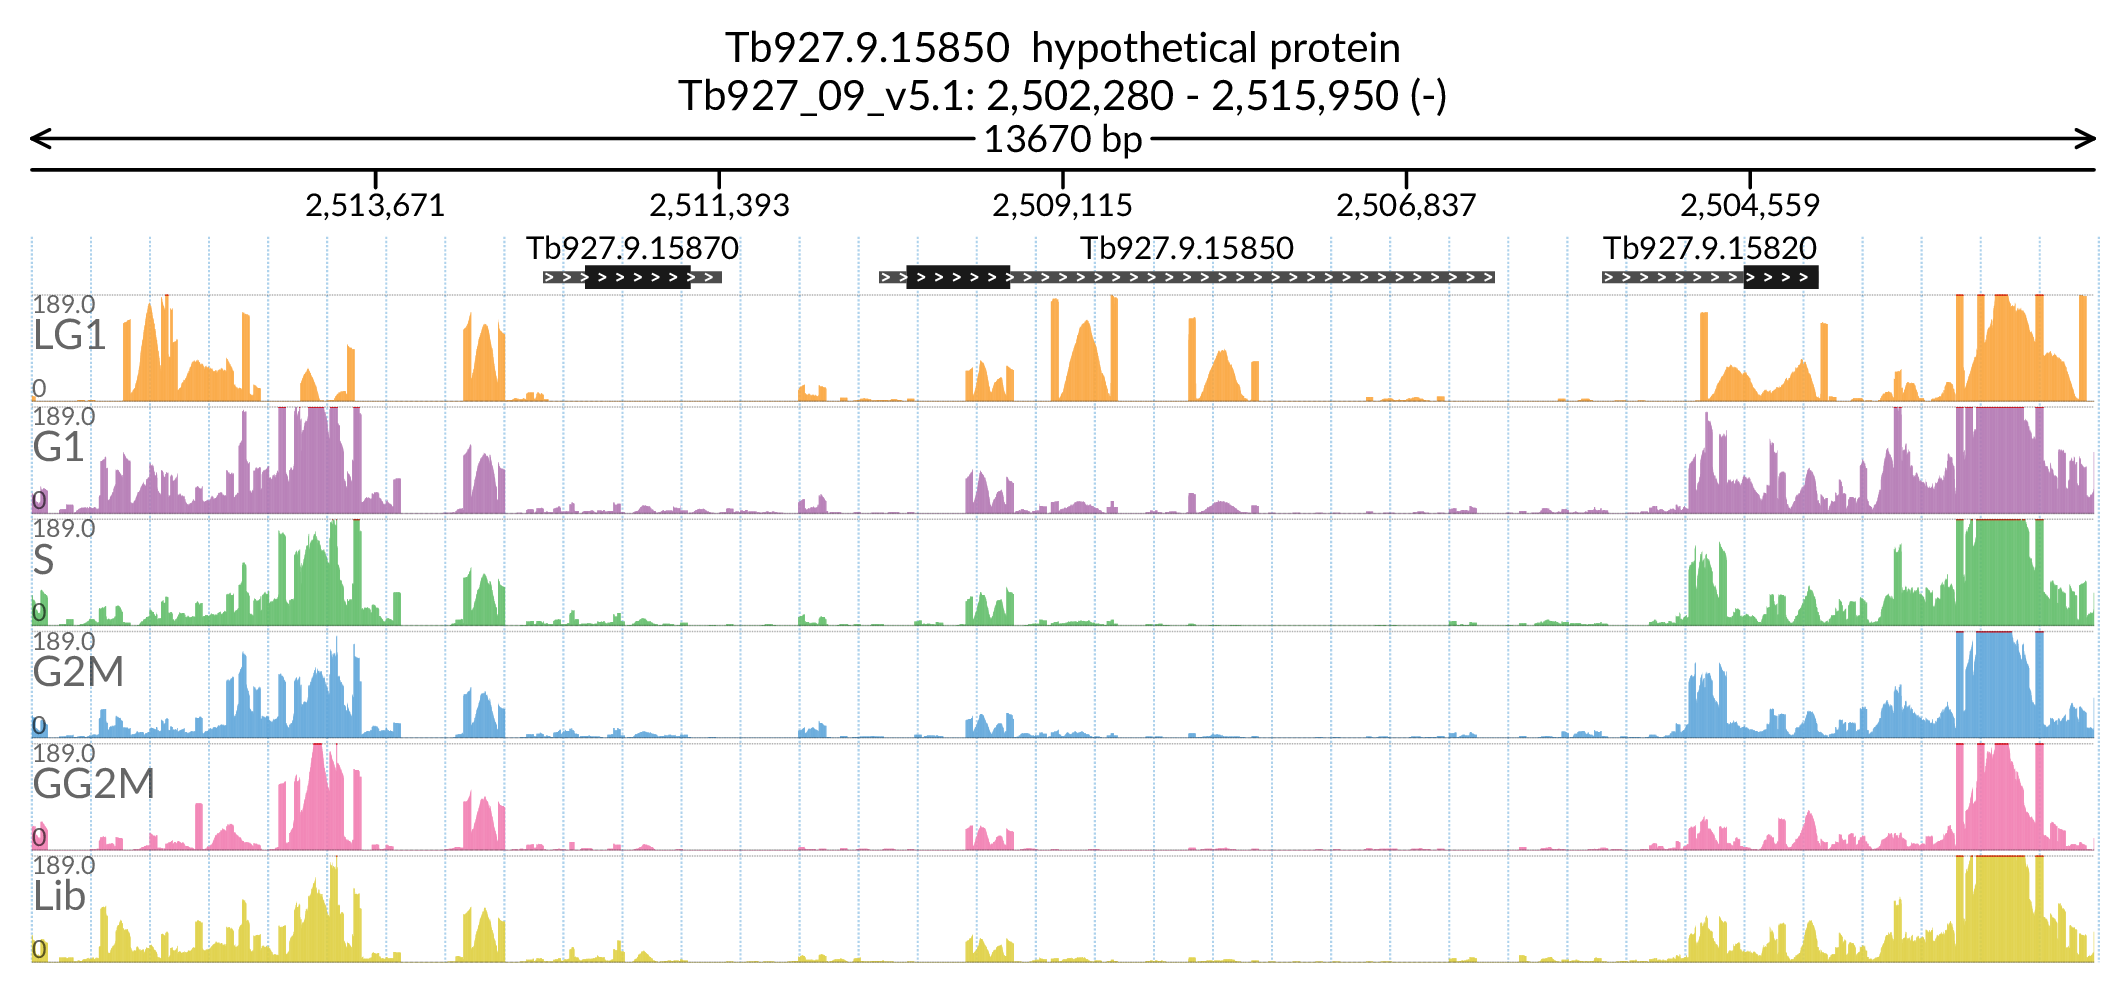 Tb927.9.15850 hypothetical protein
Tb927_09_v5.1: 2,502,280 - 2,515,950 (-)
13670 bp
2,513,671 2,511,393 2,509,115 2,506,837 2,504,559
Tb927.9.15870 Tb927.9.15850 Tb927.9.15820
189.0
LG1
0
189.0
G1
0
189.0
S
0
189.0
G2M
0
189.0
GG2M
0
189.0
Lib
0